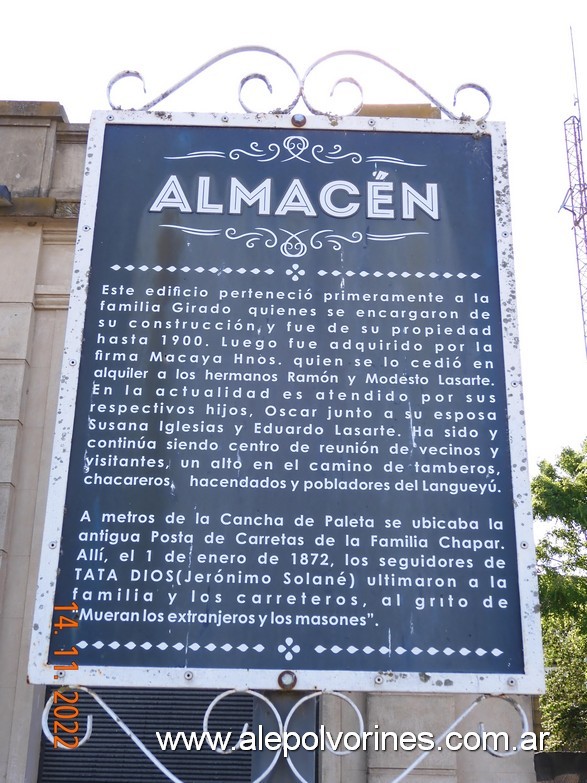 ALMACÉN
Este edificio perteneció primeramente a la
familia Girado quienes se encargaron de
su construcción y fue de su propiedad
hasta 1900. Luego fue adquirido por la
firma Macaya Hnos. quien se lo cedió en
alquiler a los hermanos Ramón y Modesto Lasarte.
En la actualidad es atendido por sus
respectivos hijos, Oscar junto a su esposa
Susana Iglesias y Eduardo Lasarte. Ha sido y
continúa siendo centro de reunión de vecinos y
visitantes, un alto en el camino de tamberos,
chacareros, hacendados y pobladores del Langueyú.
A metros de la Cancha de Paleta se ubicaba la
antigua Posta de Carretas de la Familia Chapar.
Allí, el 1 de enero de 1872, los seguidores de
TATA DIOS(Jerónimo Solané) ultimaron a la
familia y los carreteros, al grito de
"Mueran los extranjeros y los masones".
14.11.2022
www.alepolvorines.com.ar